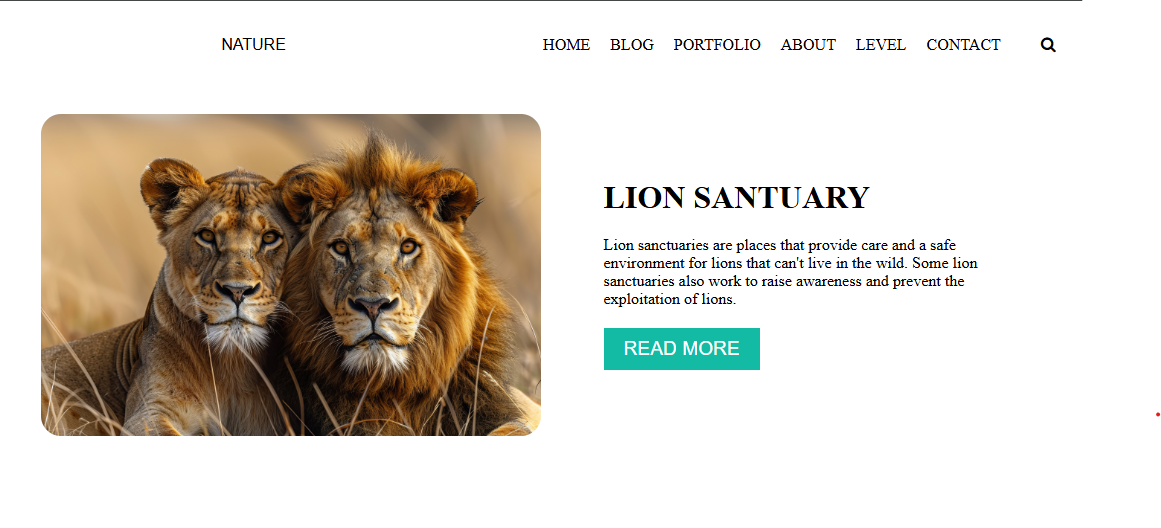 NATURE HOME BLOG PORTFOLIO ABOUT LEVEL CONTACT
LION SANTUARY
Lion sanctuaries are places that provide care and a safe
environment for lions that can't live in the wild. Some lion
sanctuaries also work to raise awareness and prevent the
exploitation of lions.
READ MORE